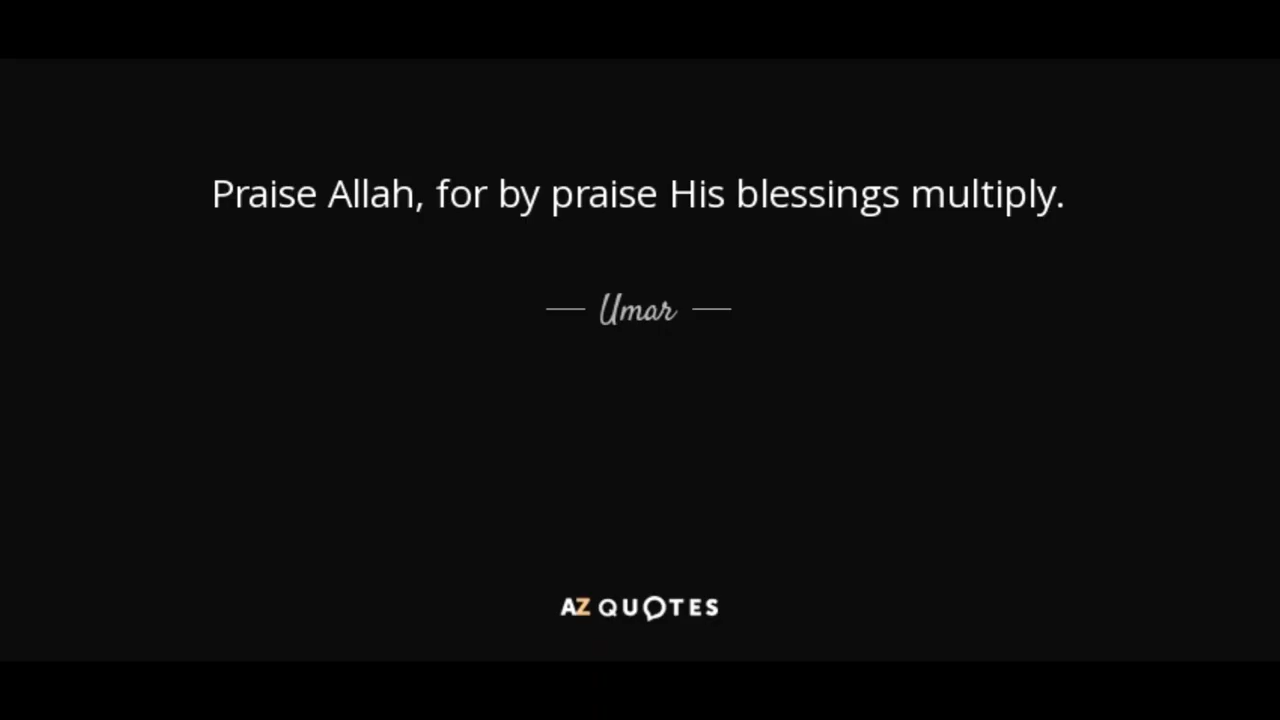 Praise Allah, for by praise His blessings multiply.
— Umar —
AZ QUOTES